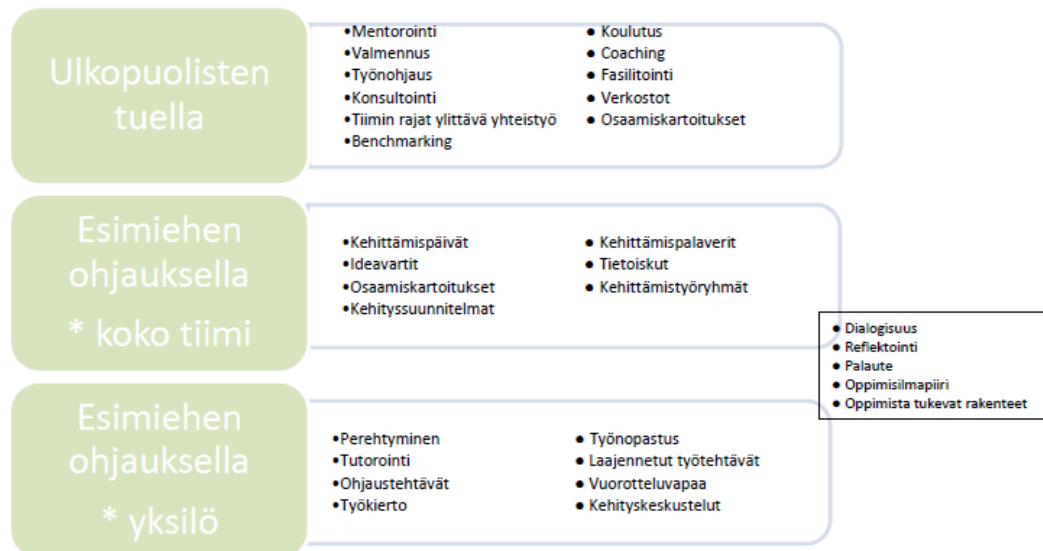 Ulkopuolisten
tuella
•Mentorointi
•Valmennus
•Työnohjaus
•Konsultointi
•Tiimin rajat ylittävä yhteistyö
•Benchmarking
● Koulutus
● Coaching
● Fasilitointi
● Verkostot
● Osaamiskartoitukset
Esimiehen
ohjauksella
* koko tiimi
•Kehittämispäivät
•Ideavartit
•Osaamiskartoitukset
•Kehityssuunnitelmat
● Kehittämispalaverit
● Tietoiskut
● Kehittämistyöryhmät
● Dialogisuus
● Reflektointi
● Palaute
● Oppimisilmapiiri
● Oppimista tukevat rakenteet
Esimiehen
ohjauksella
* yksilö
•Perehtyminen
•Tutorointi
•Ohjaustehtävät
•Työkierto
● Työnopastus
● Laajennetut työtehtävät
● Vuorotteluvapaa
● Kehityskeskustelut